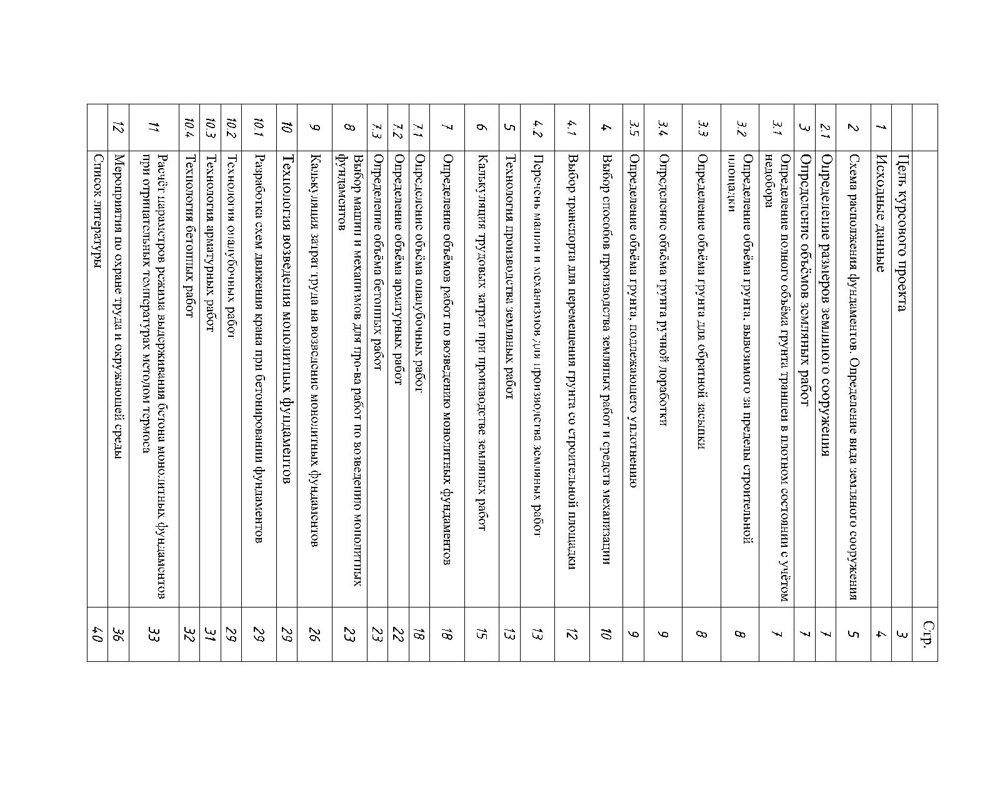 Стр.
Цель курсового проекта 3
1 Исходные данные 4
2 Схема расположения фундаментов. Определение вида земляного сооружения 5
2.1 Определение размеров земляного сооружения 7
3 Определение объёмов земляных работ 7
3.1 Определение полного объёма грунта траншеи в плотном состоянии с учётом
недобора 7
3.2 Определение объёма грунта, вывозимого за пределы строительной
площадки 8
3.3 Определение объёма грунта для обратной засыпки 8
3.4 Определение объёма грунта ручной доработки 9
3.5 Определение объёма грунта, подлежающего уплотнению 9
4 Выбор способов производства земляных работ и средств механизации 10
4.1 Выбор транспорта для перемещения грунта со строительной площадки 12
4.2 Перечень машин и механизмов для производства земляных работ 13
5 Технология производства земляных работ 13
6 Калькуляция трудовых затрат при производстве земляных работ 15
7 Определение объёмов работ по возведению монолитных фундаментов 18
7.1 Определение объёма опалубочных работ 18
7.2 Определение объёма арматурных работ 22
7.3 Определение объёма бетонных работ 23
8 Выбор машин и механизмов для про-ва работ по возведению монолитных
фундаментов 23
9 Калькуляция затрат труда на возведение монолитных фундаментов 26
10 Технология возведения монолитных фундаментов 29
10.1 Разработка схем движения крана при бетонировании фундаментов 29
10.2 Технология опалубочных работ 29
10.3 Технология арматурных работ 31
10.4 Технология бетонных работ 32
11 Расчёт параметров режима выдерживания бетона монолитных фундаментов
при отрицательных температурах методом термоса 33
12 Мероприятия по охране труда и окружающей среды 36
Список литературы 40